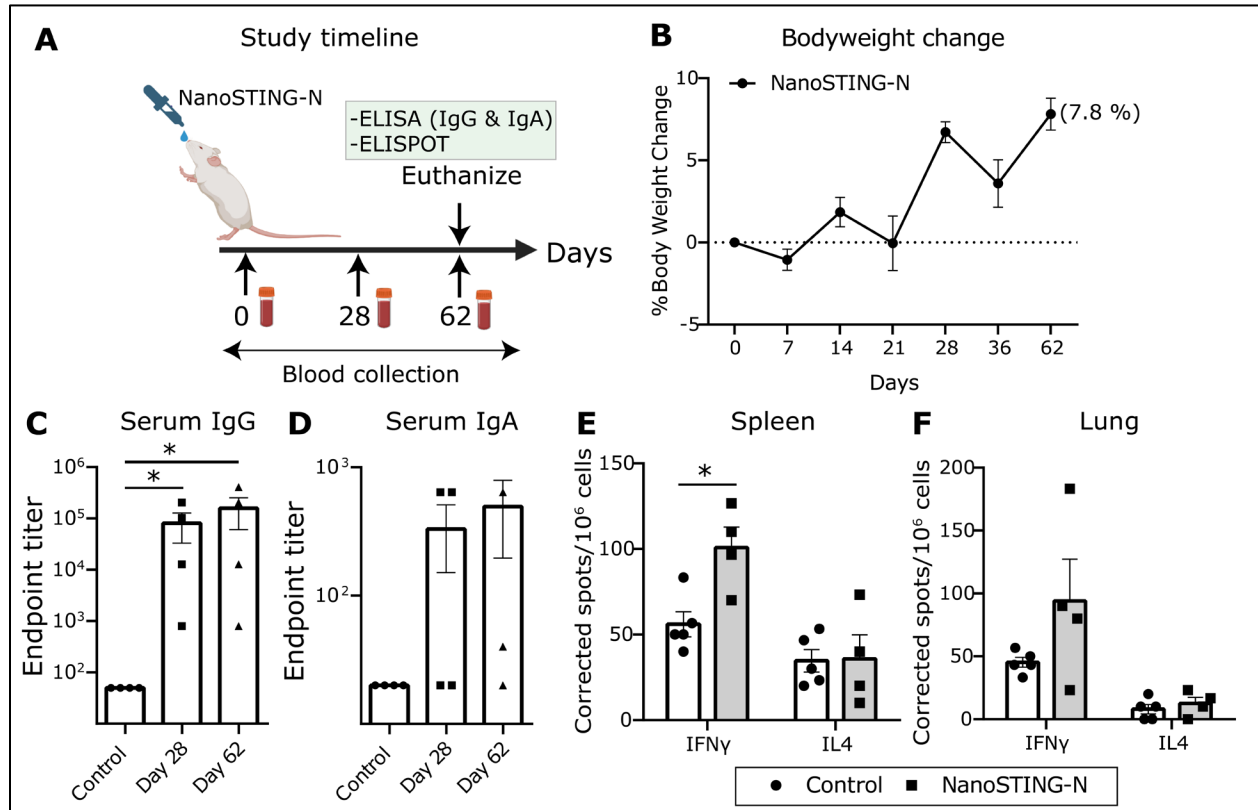 A
Study timeline
NanoSTING-N
-ELISA (IgG & IgA)
-ELISPOT
Euthanize
Days
0
28
62
Blood collection
B
Bodyweight change
NanoSTING-N
(7.8 %)
% Body Weight Change
10
5
0
-5
0 7 14 21 28 36 62
Days
C
Serum IgG
*
*
Endpoint titer
10⁶
10⁵
10⁴
10³
10²
Control
Day 28
Day 62
D
Serum IgA
Endpoint titer
10³
10²
Control
Day 28
Day 62
E
Spleen
*
Corrected spots/10⁶ cells
150
100
50
0
IFNγ IL4
F
Lung
Corrected spots/10⁶ cells
200
150
100
50
0
IFNγ IL4
Control NanoSTING-N